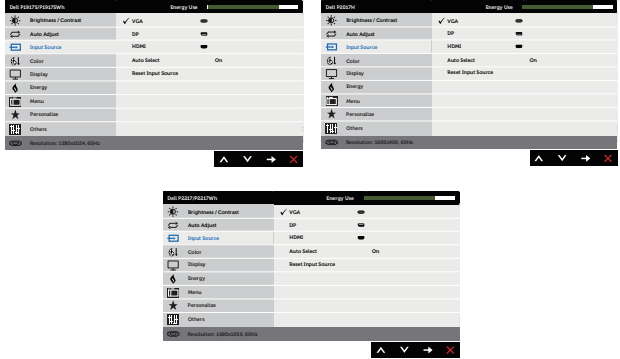 Dell P1917S/P1917SWh Energy Use
Brightness / Contrast ✓ VGA
Auto Adjust DP
Input Source HDMI
Color Auto Select On
Display Reset Input Source
Energy
Menu
Personalize
Others
Resolution: 1280x1024, 60Hz
Dell P2017H Energy Use
Brightness / Contrast ✓ VGA
Auto Adjust DP
Input Source HDMI
Color Auto Select On
Display Reset Input Source
Energy
Menu
Personalize
Others
Resolution: 1600x900, 60Hz
Dell P2217/P2217Wh Energy Use
Brightness / Contrast ✓ VGA
Auto Adjust DP
Input Source HDMI
Color Auto Select On
Display Reset Input Source
Energy
Menu
Personalize
Others
Resolution: 1680x1050, 60Hz